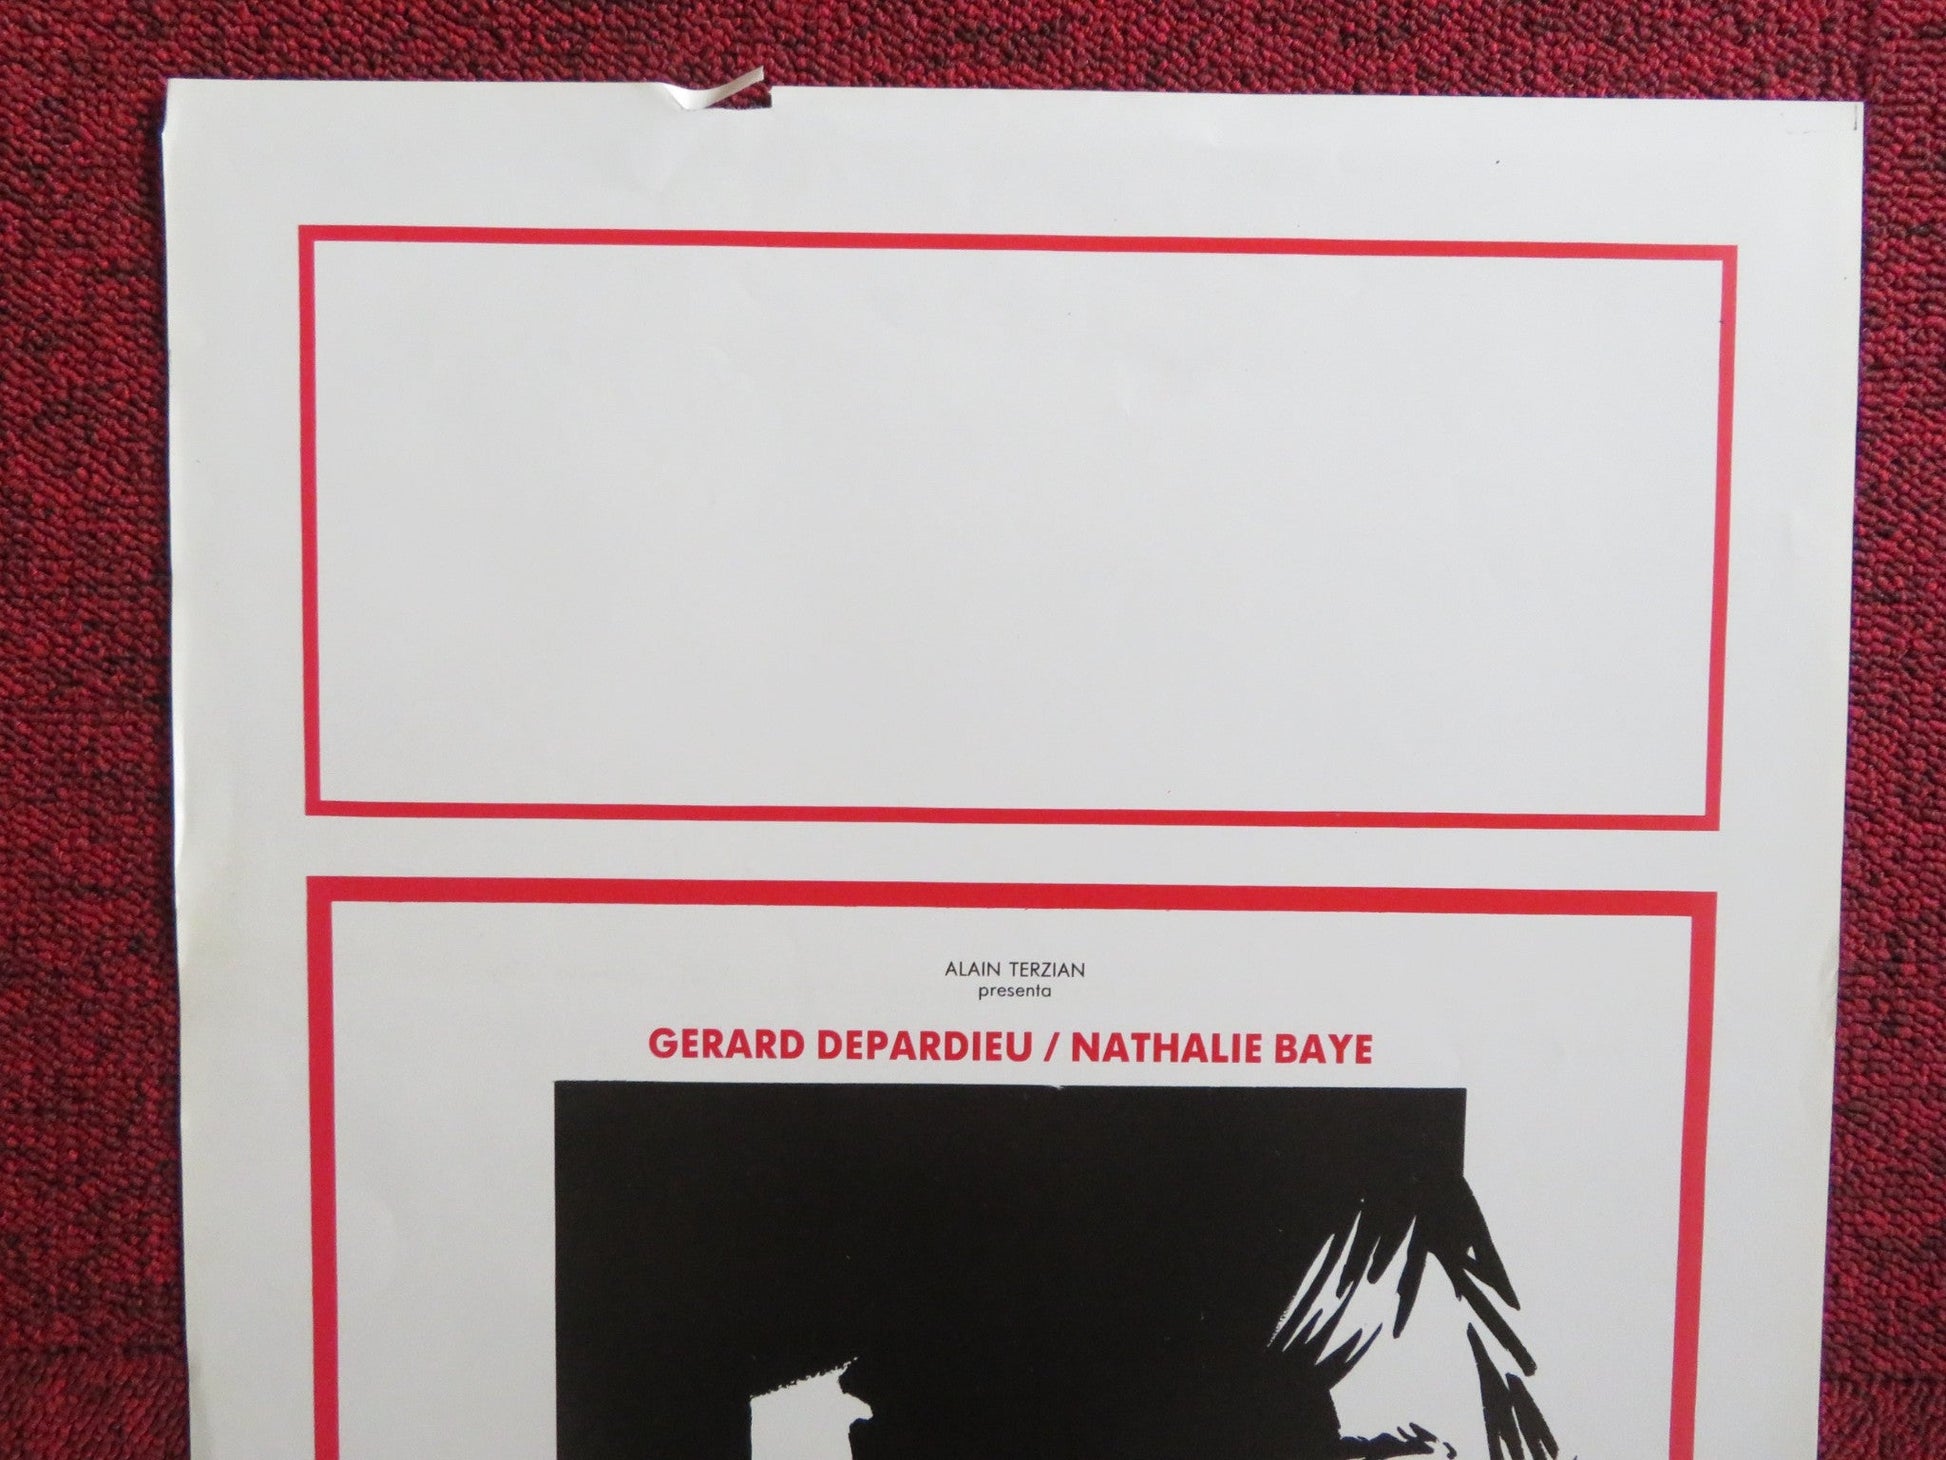 ALAIN TERZIAN
presenta
GERARD DEPARDIEU / NATHALIE BAYE